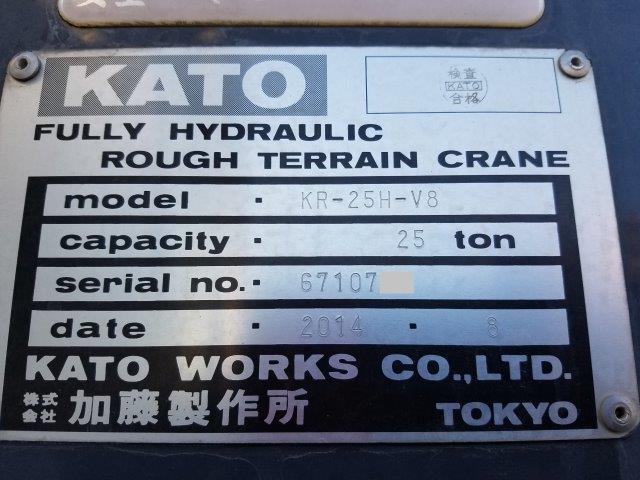 KATO
検査
KATO
合格
FULLY HYDRAULIC
ROUGH TERRAIN CRANE
model · KR-25H-V8
capacity · 25 ton
serial no. · 67107
date · 2014 · 8
KATO WORKS CO.,LTD.
株式会社 加藤製作所 TOKYO